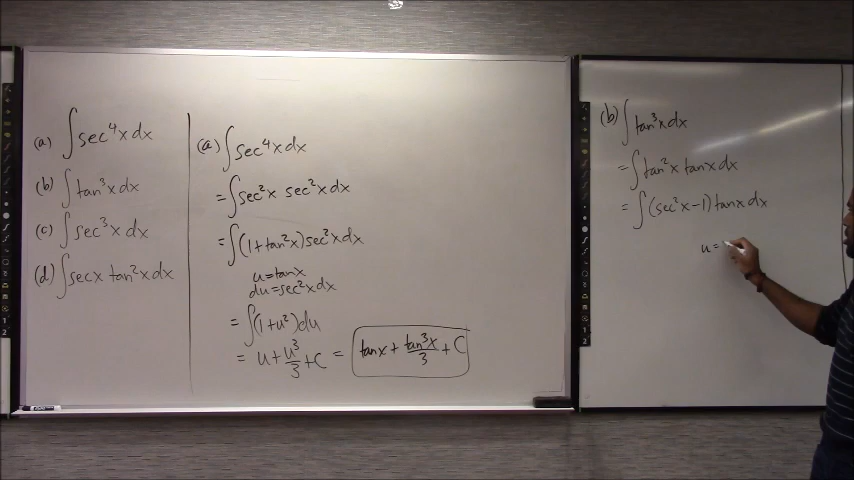 (a) ∫sec⁴x dx
(b) ∫tan³x dx
(c) ∫sec³x dx
(d) ∫secx tan²x dx
(a) ∫sec⁴x dx
= ∫sec²x sec²x dx
= ∫(1+tan²x) sec²x dx
u = tanx
du = sec²x dx
= ∫(1+u²) du
= u + u³/3 + C = tanx + tan³x/3 + C
(b) ∫tan³x dx
= ∫tan²x tanx dx
= ∫(sec²x − 1) tanx dx
u =